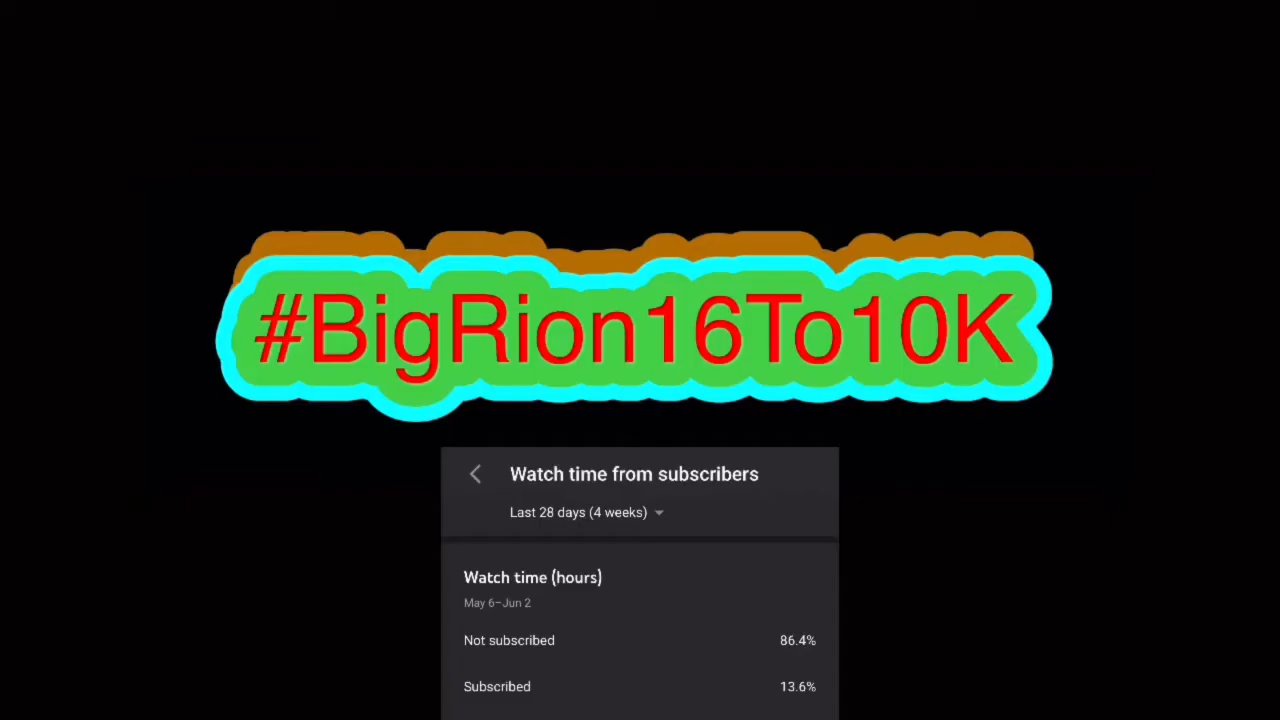 #BigRion16To10K
Watch time from subscribers
Last 28 days (4 weeks)
Watch time (hours)
May 6–Jun 2
Not subscribed 86.4%
Subscribed 13.6%